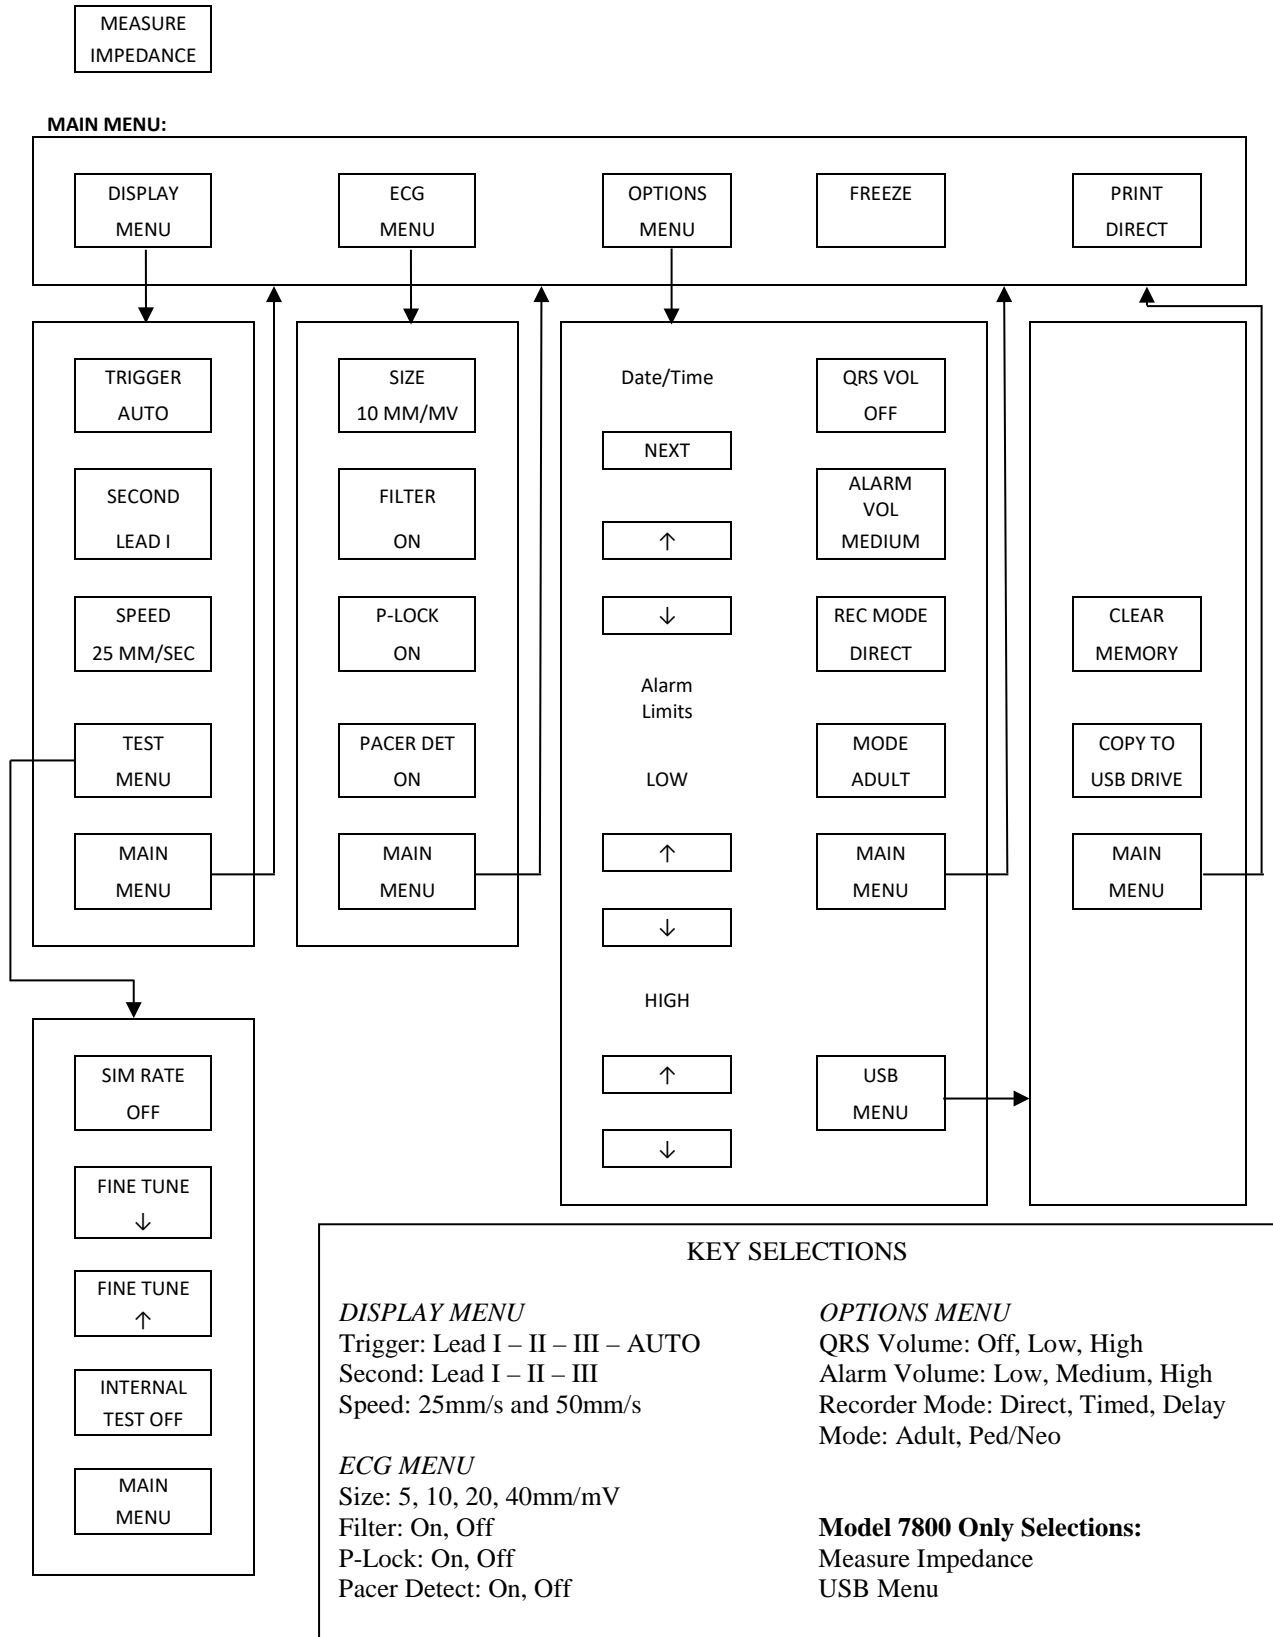 MEASURE
IMPEDANCE
MAIN MENU:
DISPLAY
MENU
ECG
MENU
OPTIONS
MENU
FREEZE
PRINT
DIRECT
TRIGGER
AUTO
SECOND
LEAD I
SPEED
25 MM/SEC
TEST
MENU
MAIN
MENU
SIZE
10 MM/MV
FILTER
ON
P-LOCK
ON
PACER DET
ON
MAIN
MENU
Date/Time
NEXT
↑
↓
Alarm
Limits
LOW
↑
↓
HIGH
↑
↓
QRS VOL
OFF
ALARM
VOL
MEDIUM
REC MODE
DIRECT
MODE
ADULT
MAIN
MENU
USB
MENU
CLEAR
MEMORY
COPY TO
USB DRIVE
MAIN
MENU
SIM RATE
OFF
FINE TUNE
↓
FINE TUNE
↑
INTERNAL
TEST OFF
MAIN
MENU
KEY SELECTIONS
DISPLAY MENU
Trigger: Lead I – II – III – AUTO
Second: Lead I – II – III
Speed: 25mm/s and 50mm/s
ECG MENU
Size: 5, 10, 20, 40mm/mV
Filter: On, Off
P-Lock: On, Off
Pacer Detect: On, Off
OPTIONS MENU
QRS Volume: Off, Low, High
Alarm Volume: Low, Medium, High
Recorder Mode: Direct, Timed, Delay
Mode: Adult, Ped/Neo
Model 7800 Only Selections:
Measure Impedance
USB Menu